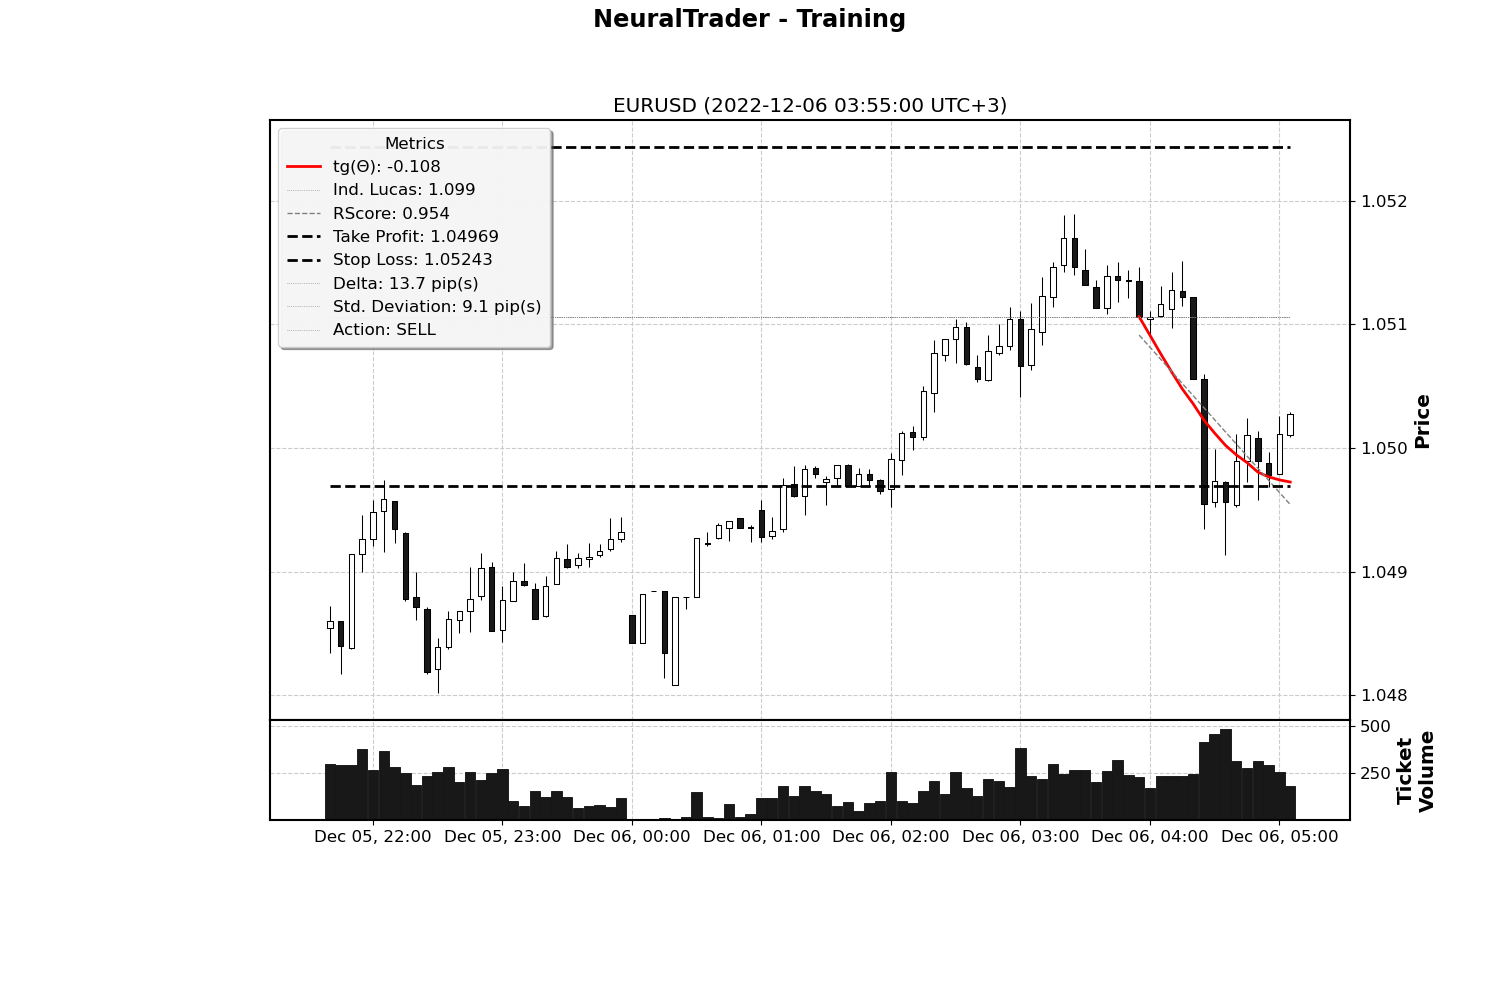 NeuralTrader - Training
EURUSD (2022-12-06 03:55:00 UTC+3)
Metrics
tg(Θ): -0.108
Ind. Lucas: 1.099
RScore: 0.954
Take Profit: 1.04969
Stop Loss: 1.05243
Delta: 13.7 pip(s)
Std. Deviation: 9.1 pip(s)
Action: SELL
1.052
1.051
1.050
1.049
1.048
Price
500
250
Ticket
Volume
Dec 05, 22:00 Dec 05, 23:00 Dec 06, 00:00 Dec 06, 01:00 Dec 06, 02:00 Dec 06, 03:00 Dec 06, 04:00 Dec 06, 05:00